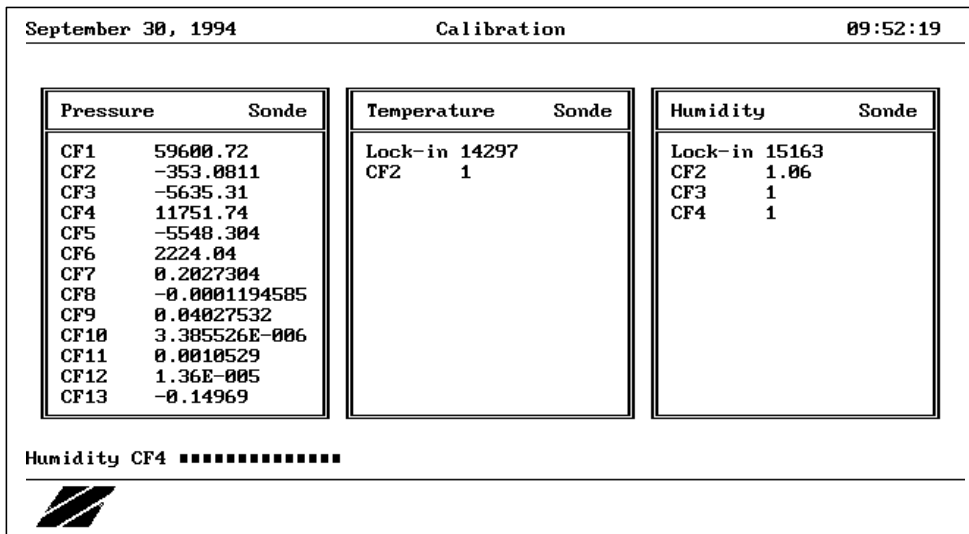 September 30, 1994 Calibration 09:52:19
Pressure Sonde
CF1 59600.72
CF2 -353.0811
CF3 -5635.31
CF4 11751.74
CF5 -5548.304
CF6 2224.04
CF7 0.2027304
CF8 -0.0001194585
CF9 0.04027532
CF10 3.385526E-006
CF11 0.0010529
CF12 1.36E-005
CF13 -0.14969
Temperature Sonde
Lock-in 14297
CF2 1
Humidity Sonde
Lock-in 15163
CF2 1.06
CF3 1
CF4 1
Humidity CF4